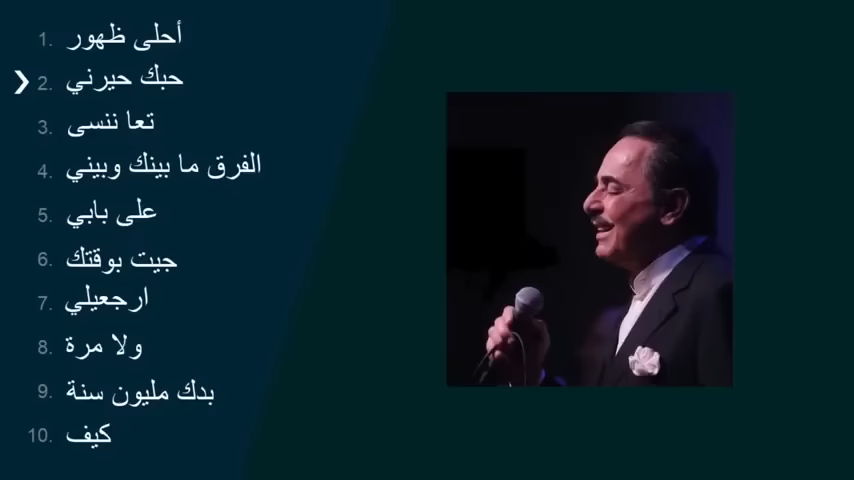 1. أحلى ظهور
2. حبك حيرني
3. تعا ننسى
4. الفرق ما بينك وبيني
5. على بابي
6. جيت بوقتك
7. ارجعيلي
8. ولا مرة
9. بدك مليون سنة
10. كيف